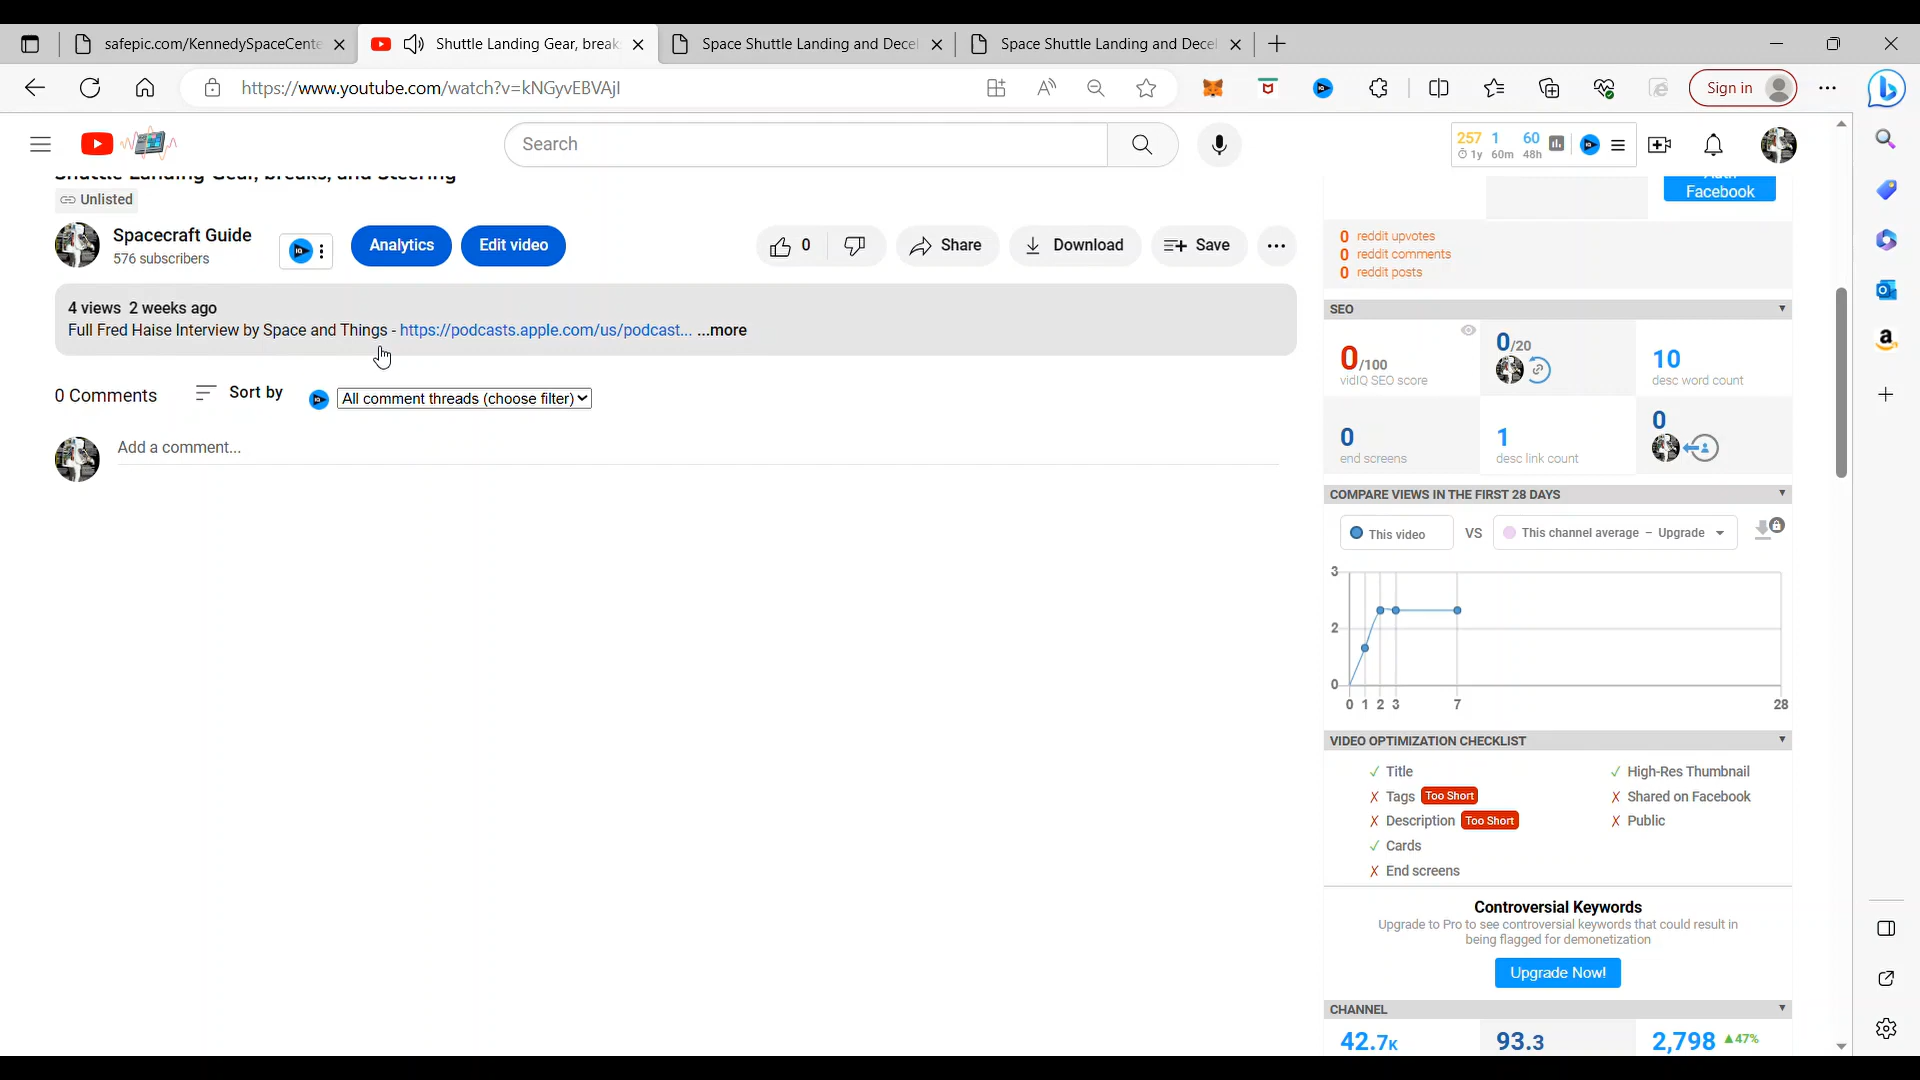 safepic.com/KennedySpaceCente
Shuttle Landing Gear, break
Space Shuttle Landing and Decel
Space Shuttle Landing and Decel
https://www.youtube.com/watch?v=kNGyvEBVAjI
Sign in
Search
257 1 60
1y 60m 48h
Shuttle Landing Gear, breaks, and Steering
Unlisted
Spacecraft Guide
576 subscribers
Analytics
Edit video
0
Share
Download
Save
4 views 2 weeks ago
Full Fred Haise Interview by Space and Things - https://podcasts.apple.com/us/podcast... ...more
0 Comments
Sort by
All comment threads (choose filter)
Add a comment...
Auth
Facebook
0 reddit upvotes
0 reddit comments
0 reddit posts
SEO
0/100
vidIQ SEO score
0/20
10
desc word count
0
end screens
1
desc link count
0
COMPARE VIEWS IN THE FIRST 28 DAYS
This video
VS
This channel average – Upgrade
3
2
0
0 1 2 3 7 28
VIDEO OPTIMIZATION CHECKLIST
Title
Tags Too Short
Description Too Short
Cards
End screens
High-Res Thumbnail
Shared on Facebook
Public
Controversial Keywords
Upgrade to Pro to see controversial keywords that could result in
being flagged for demonetization
Upgrade Now!
CHANNEL
42.7K
93.3
2,798 ▲47%